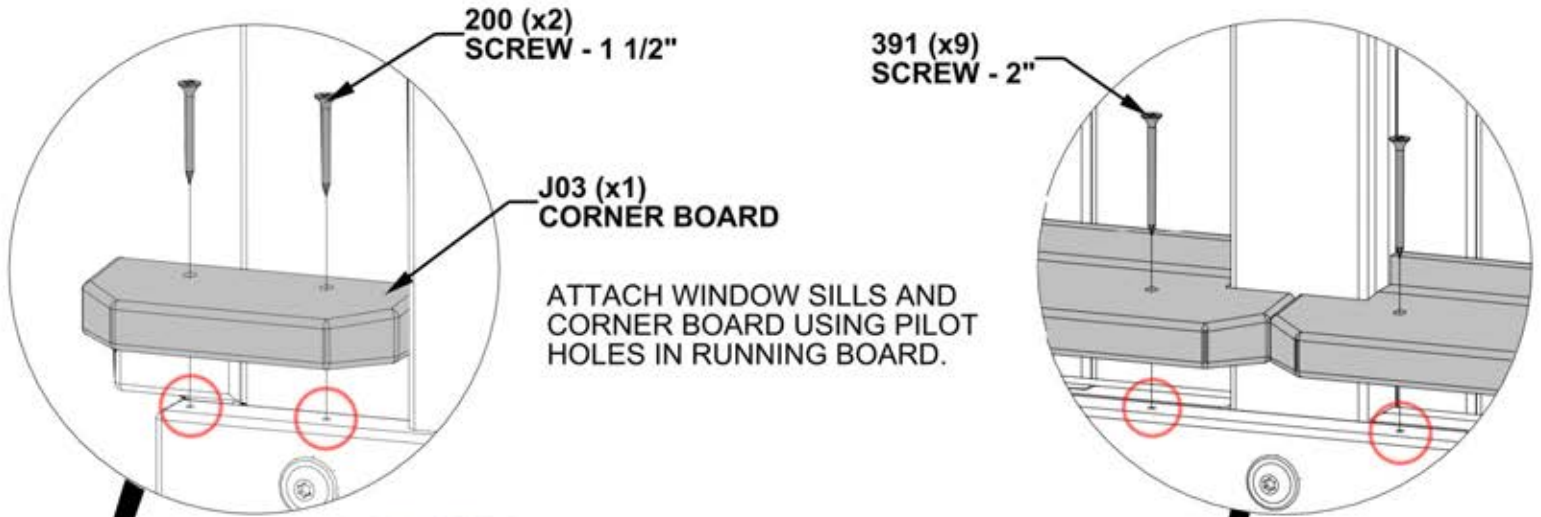 200 (x2)
SCREW - 1 1/2"
391 (x9)
SCREW - 2"
J03 (x1)
CORNER BOARD
ATTACH WINDOW SILLS AND
CORNER BOARD USING PILOT
HOLES IN RUNNING BOARD.